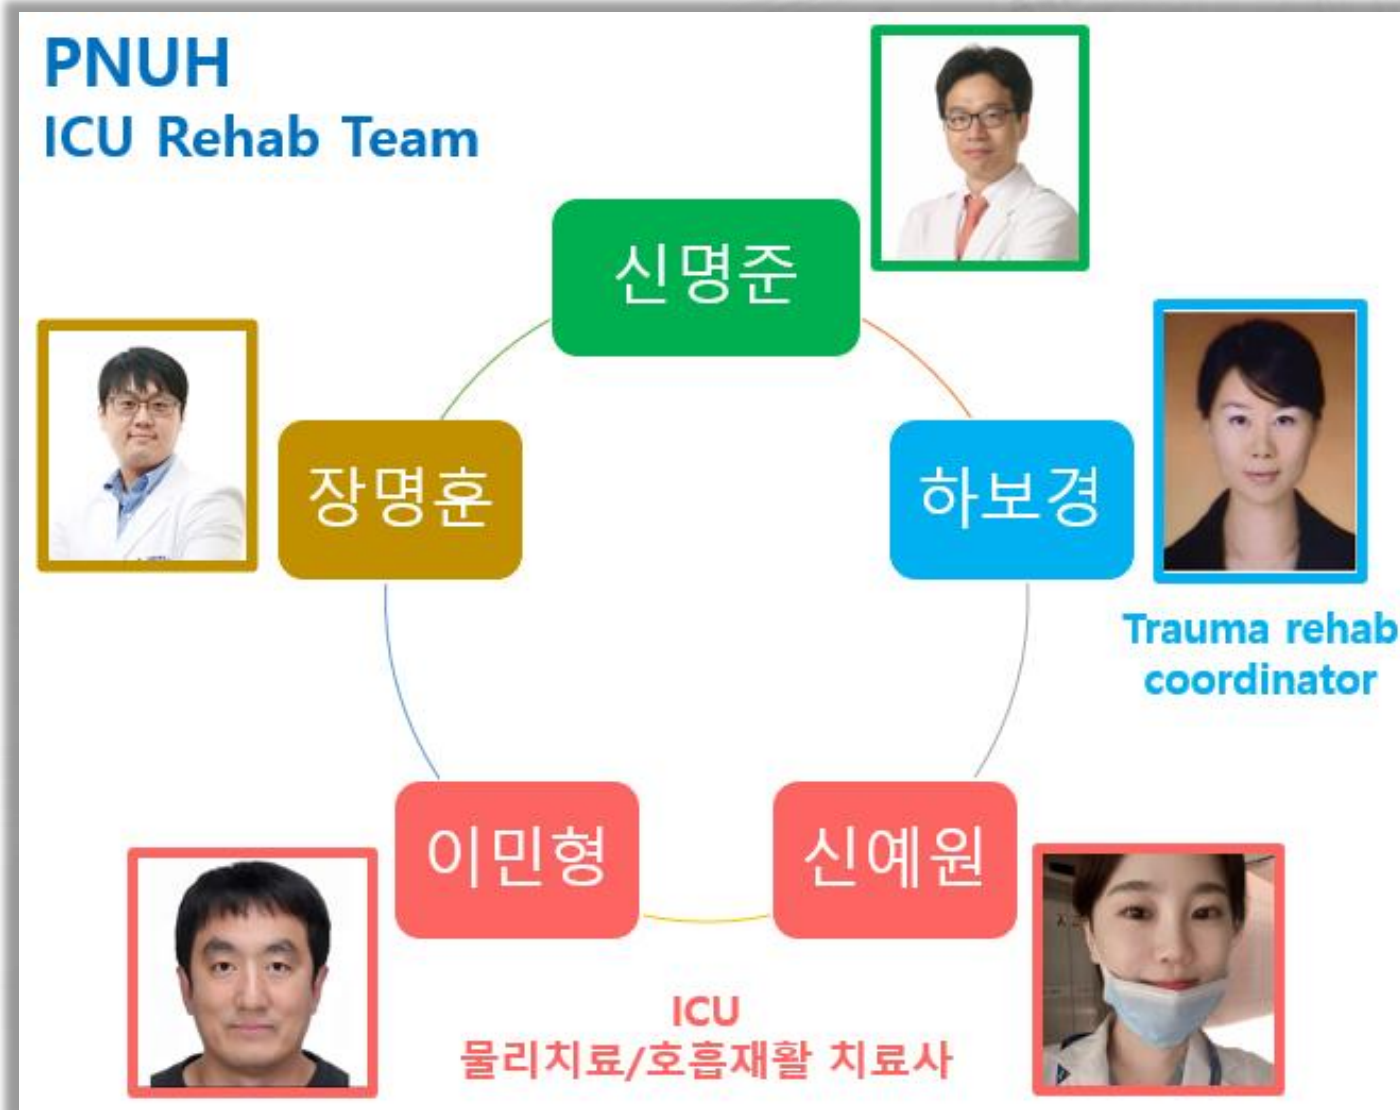 PNUH
ICU Rehab Team
신명준
장명훈
하보경
Trauma rehab
coordinator
이민형
신예원
ICU
물리치료/호흡재활 치료사